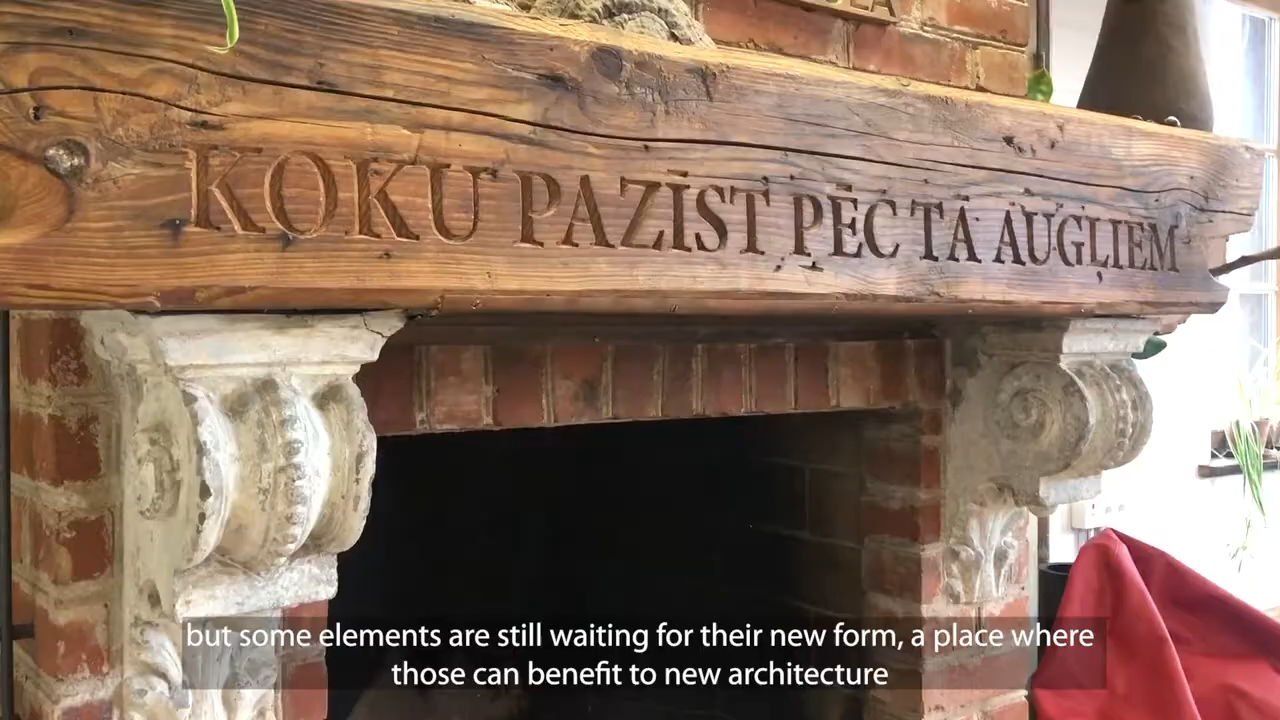 KOKU PAZĪST PĒC TĀ AUGĻIEM
but some elements are still waiting for their new form, a place where
those can benefit to new architecture